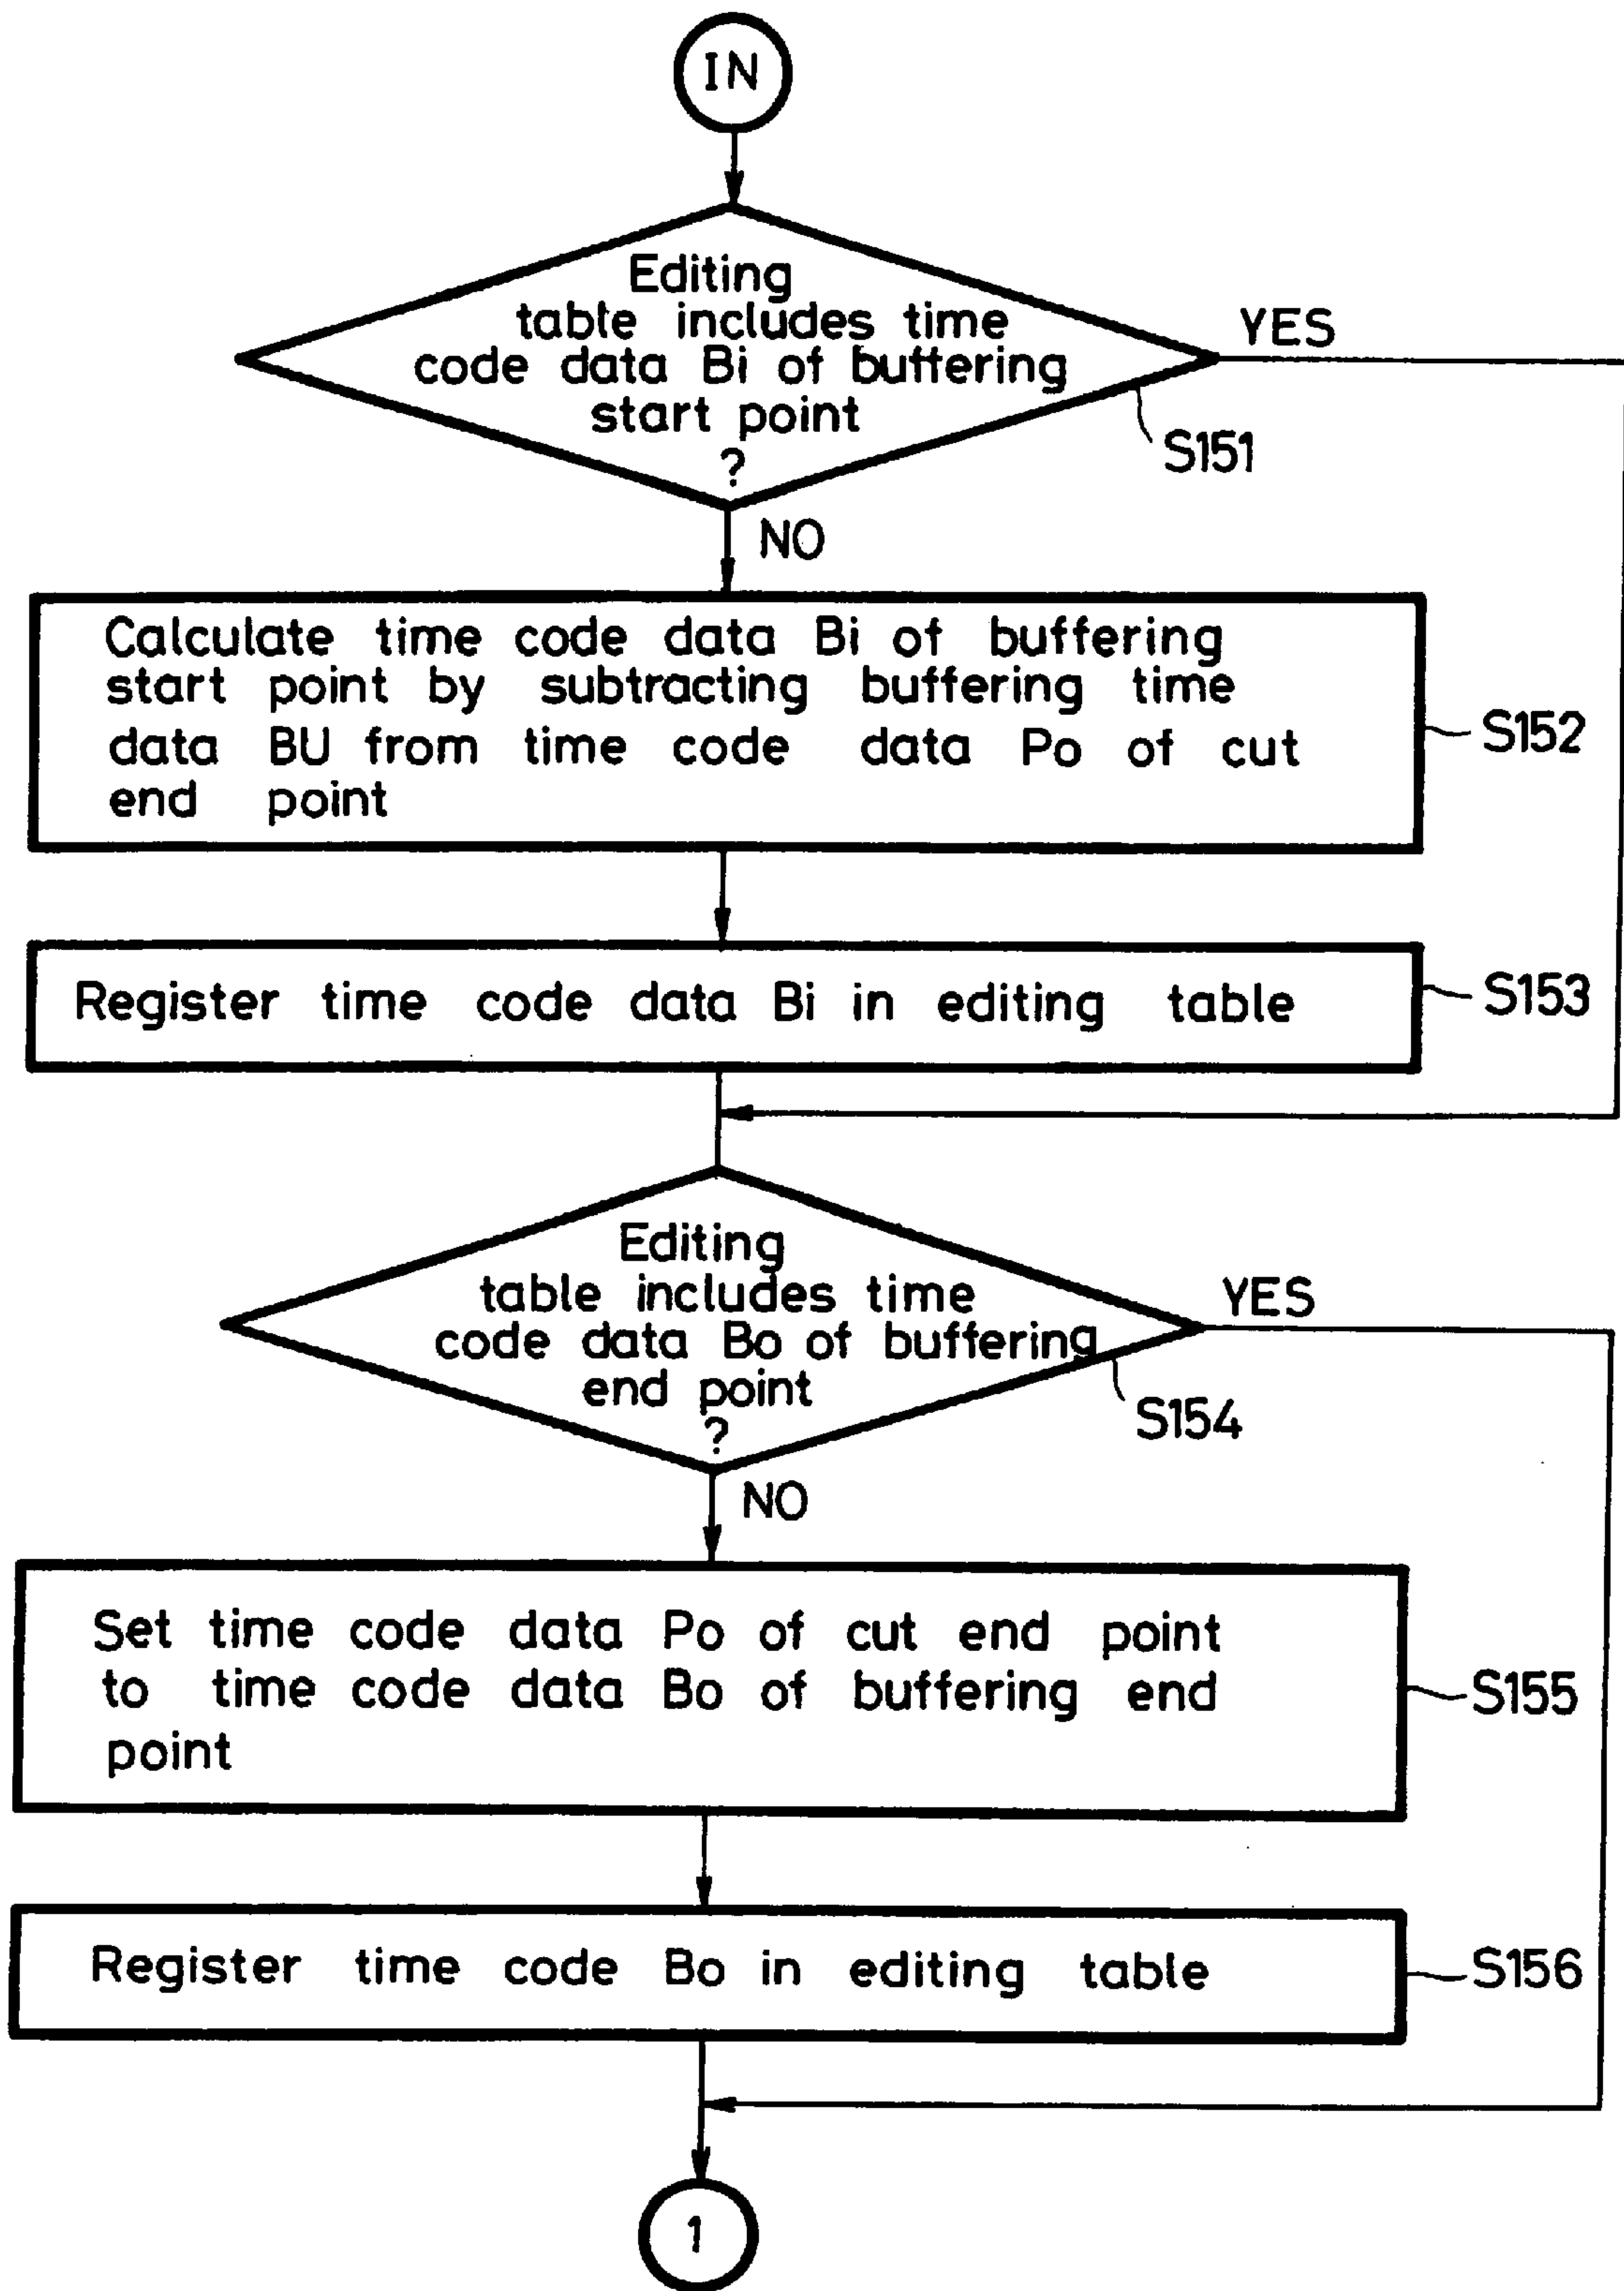 IN
Editing
table includes time
code data Bi of buffering
start point
?
YES
S151
NO
Calculate time code data Bi of buffering
start point by subtracting buffering time
data BU from time code data Po of cut
end point
S152
Register time code data Bi in editing table
S153
Editing
table includes time
code data Bo of buffering
end point
?
YES
S154
NO
Set time code data Po of cut end point
to time code data Bo of buffering end
point
S155
Register time code Bo in editing table
S156
1